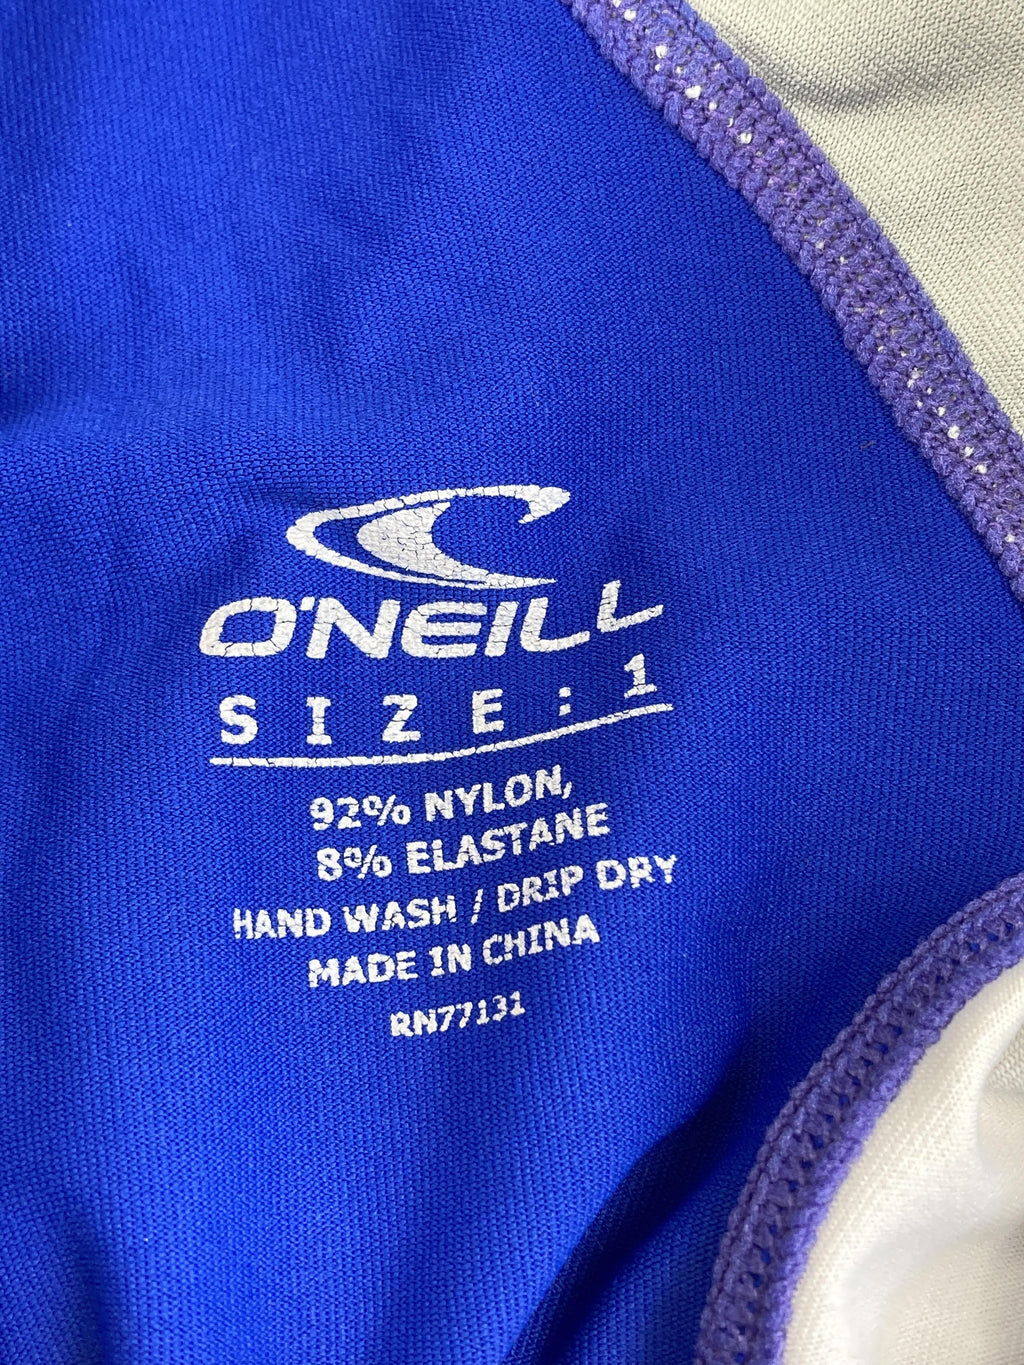 O'NEILL
SIZE: 1
92% NYLON,
8% ELASTANE
HAND WASH / DRIP DRY
MADE IN CHINA
RN77131